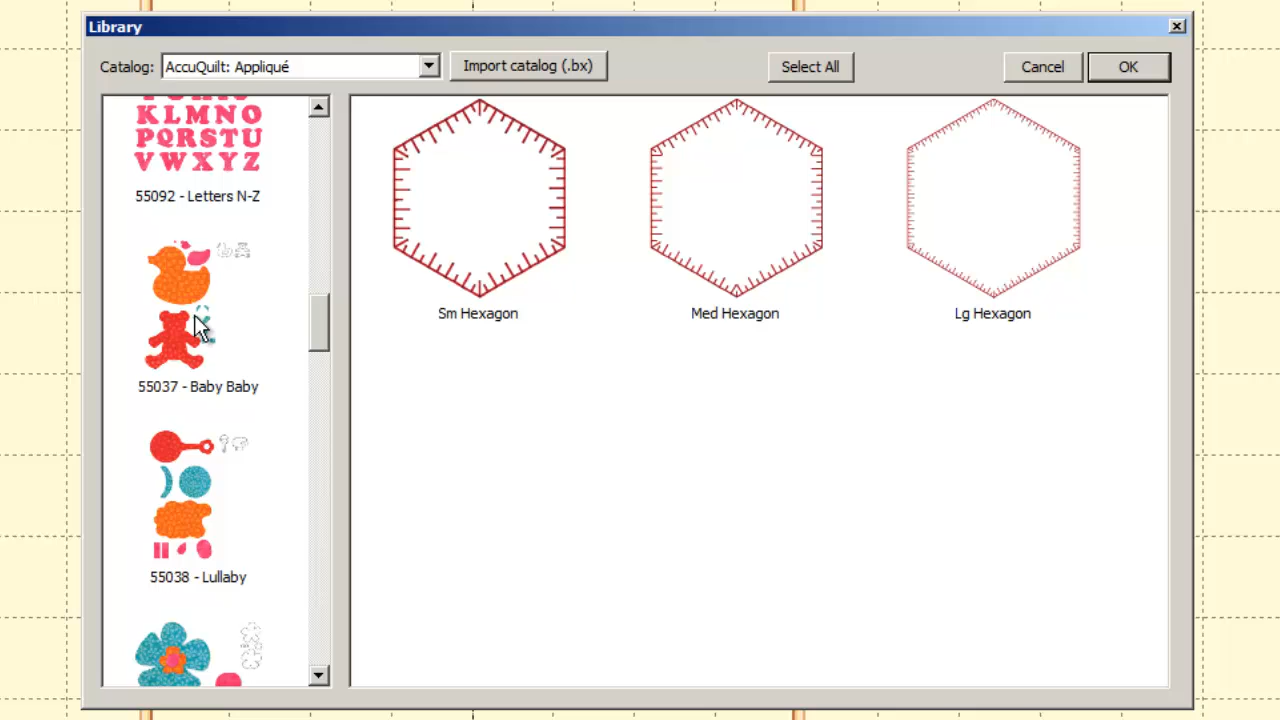 Library
Catalog: AccuQuilt: Appliqué Import catalog (.bx) Select All Cancel OK
KLMNO
PQRSTU
VWXYZ
55092 - Letters N-Z
55037 - Baby Baby
55038 - Lullaby
Sm Hexagon Med Hexagon Lg Hexagon